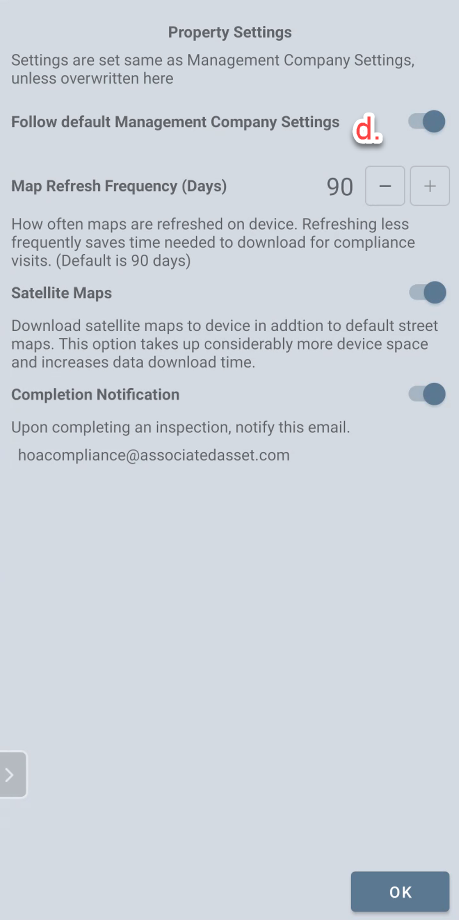 Property Settings
Settings are set same as Management Company Settings,
unless overwritten here
Follow default Management Company Settings
d.
Map Refresh Frequency (Days)
90
−
+
How often maps are refreshed on device. Refreshing less
frequently saves time needed to download for compliance
visits. (Default is 90 days)
Satellite Maps
Download satellite maps to device in addtion to default street
maps. This option takes up considerably more device space
and increases data download time.
Completion Notification
Upon completing an inspection, notify this email.
hoacompliance@associatedasset.com
OK